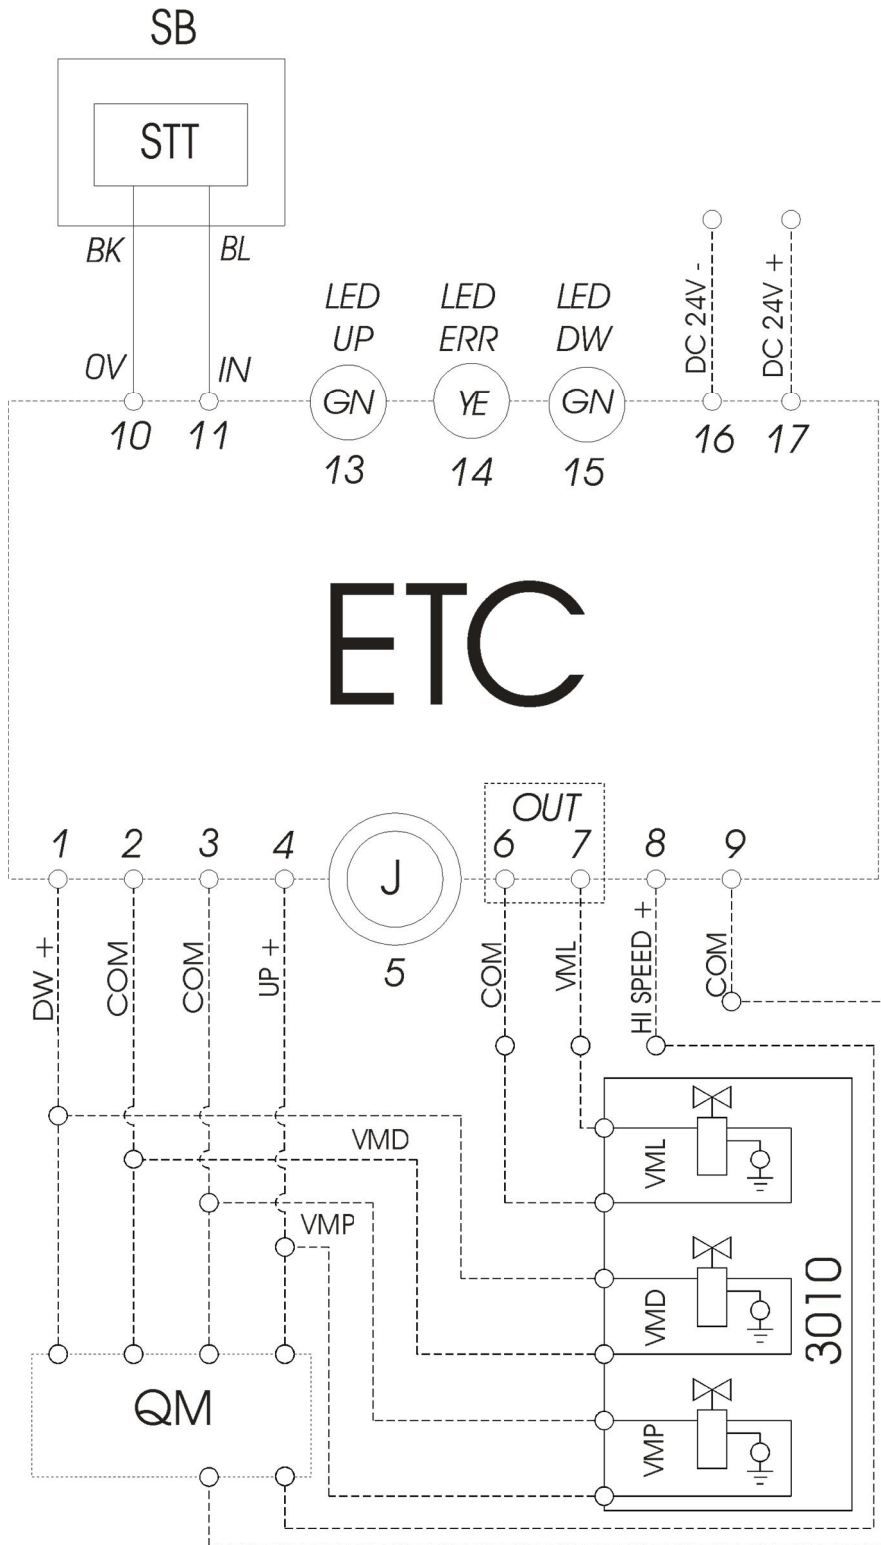 SB
STT
BK BL
LED LED LED
UP ERR DW
DC 24V - DC 24V +
0V IN
GN YE GN
10 11 13 14 15 16 17
ETC
OUT
1 2 3 4 J 6 7 8 9
5
DW + COM COM UP + COM VML HI SPEED + COM
VMD
VML
VMP
VMD
3010
QM
VMP